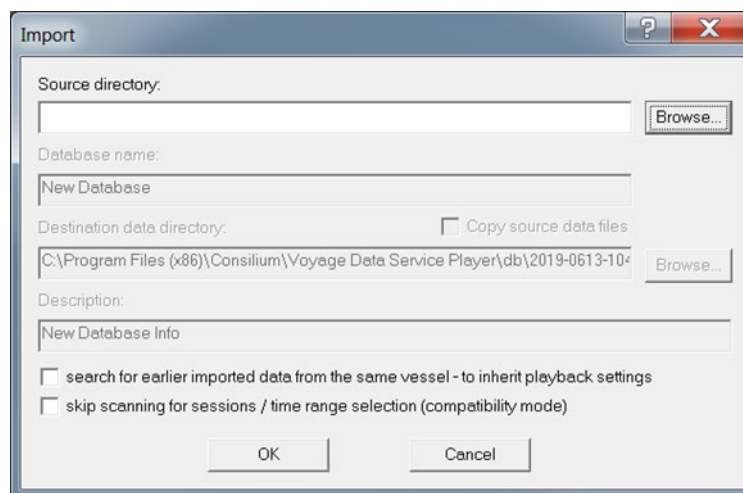 Import
?
X
Source directory:
Browse...
Database name:
New Database
Destination data directory:
Copy source data files
C:\Program Files (x86)\Consilium\Voyage Data Service Player\db\2019-0613-104
Browse...
Description:
New Database Info
search for earlier imported data from the same vessel - to inherit playback settings
skip scanning for sessions / time range selection (compatibility mode)
OK
Cancel